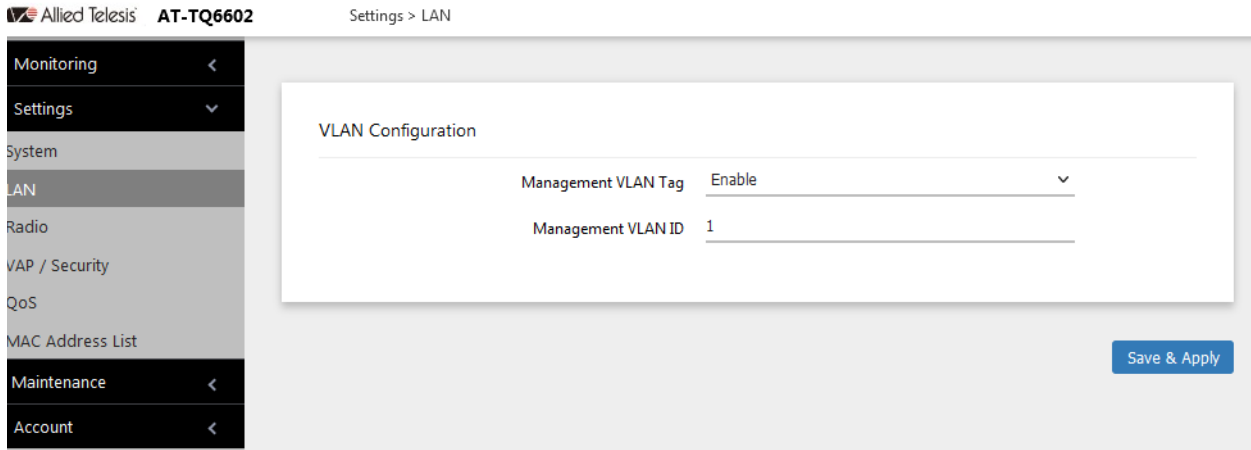 Allied Telesis AT-TQ6602 Settings > LAN
Monitoring
Settings
System
LAN
Radio
VAP / Security
QoS
MAC Address List
Maintenance
Account
VLAN Configuration
Management VLAN Tag Enable
Management VLAN ID 1
Save & Apply